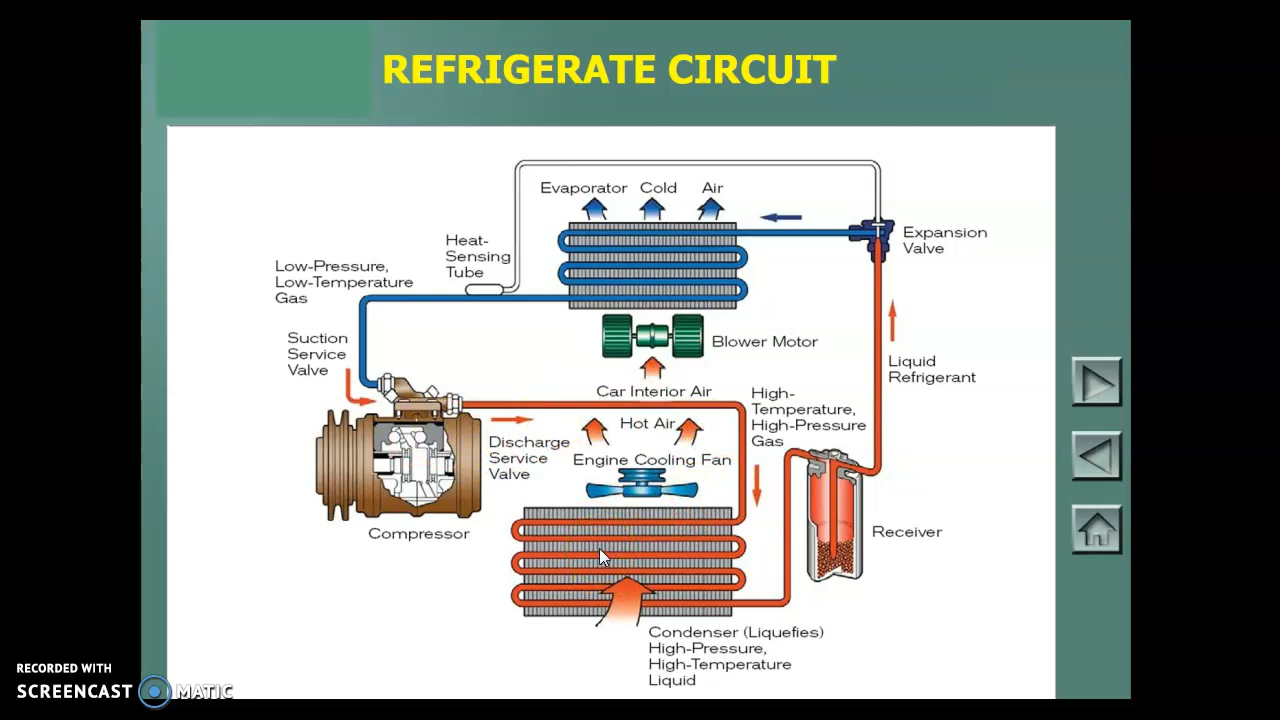 REFRIGERATE CIRCUIT
Evaporator Cold Air
Expansion
Valve
Heat-
Sensing
Tube
Low-Pressure,
Low-Temperature
Gas
Suction
Service
Valve
Blower Motor
Liquid
Refrigerant
Car Interior Air
High-
Temperature,
High-Pressure
Gas
Hot Air
Discharge
Service
Valve
Engine Cooling Fan
Compressor
Receiver
Condenser (Liquefies)
High-Pressure,
High-Temperature
Liquid
RECORDED WITH
SCREENCAST MATIC